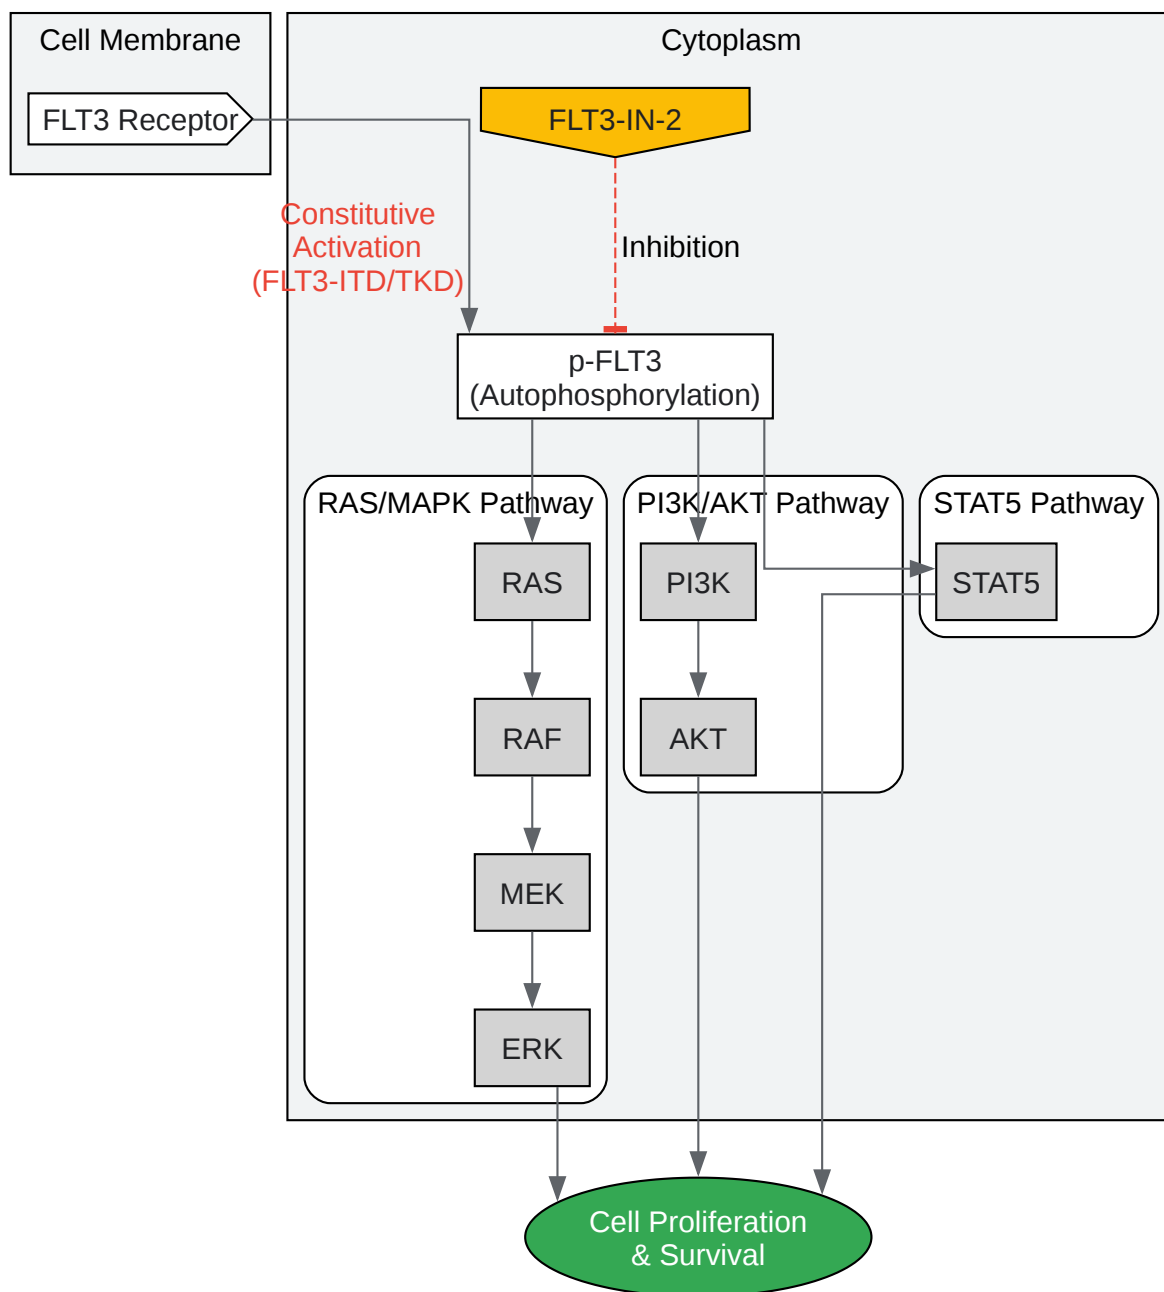 Cell Membrane
FLT3 Receptor
Cytoplasm
FLT3-IN-2
Constitutive
Activation
(FLT3-ITD/TKD)
Inhibition
p-FLT3
(Autophosphorylation)
RAS/MAPK Pathway
RAS
RAF
MEK
ERK
PI3K/AKT Pathway
PI3K
AKT
STAT5 Pathway
STAT5
Cell Proliferation
& Survival